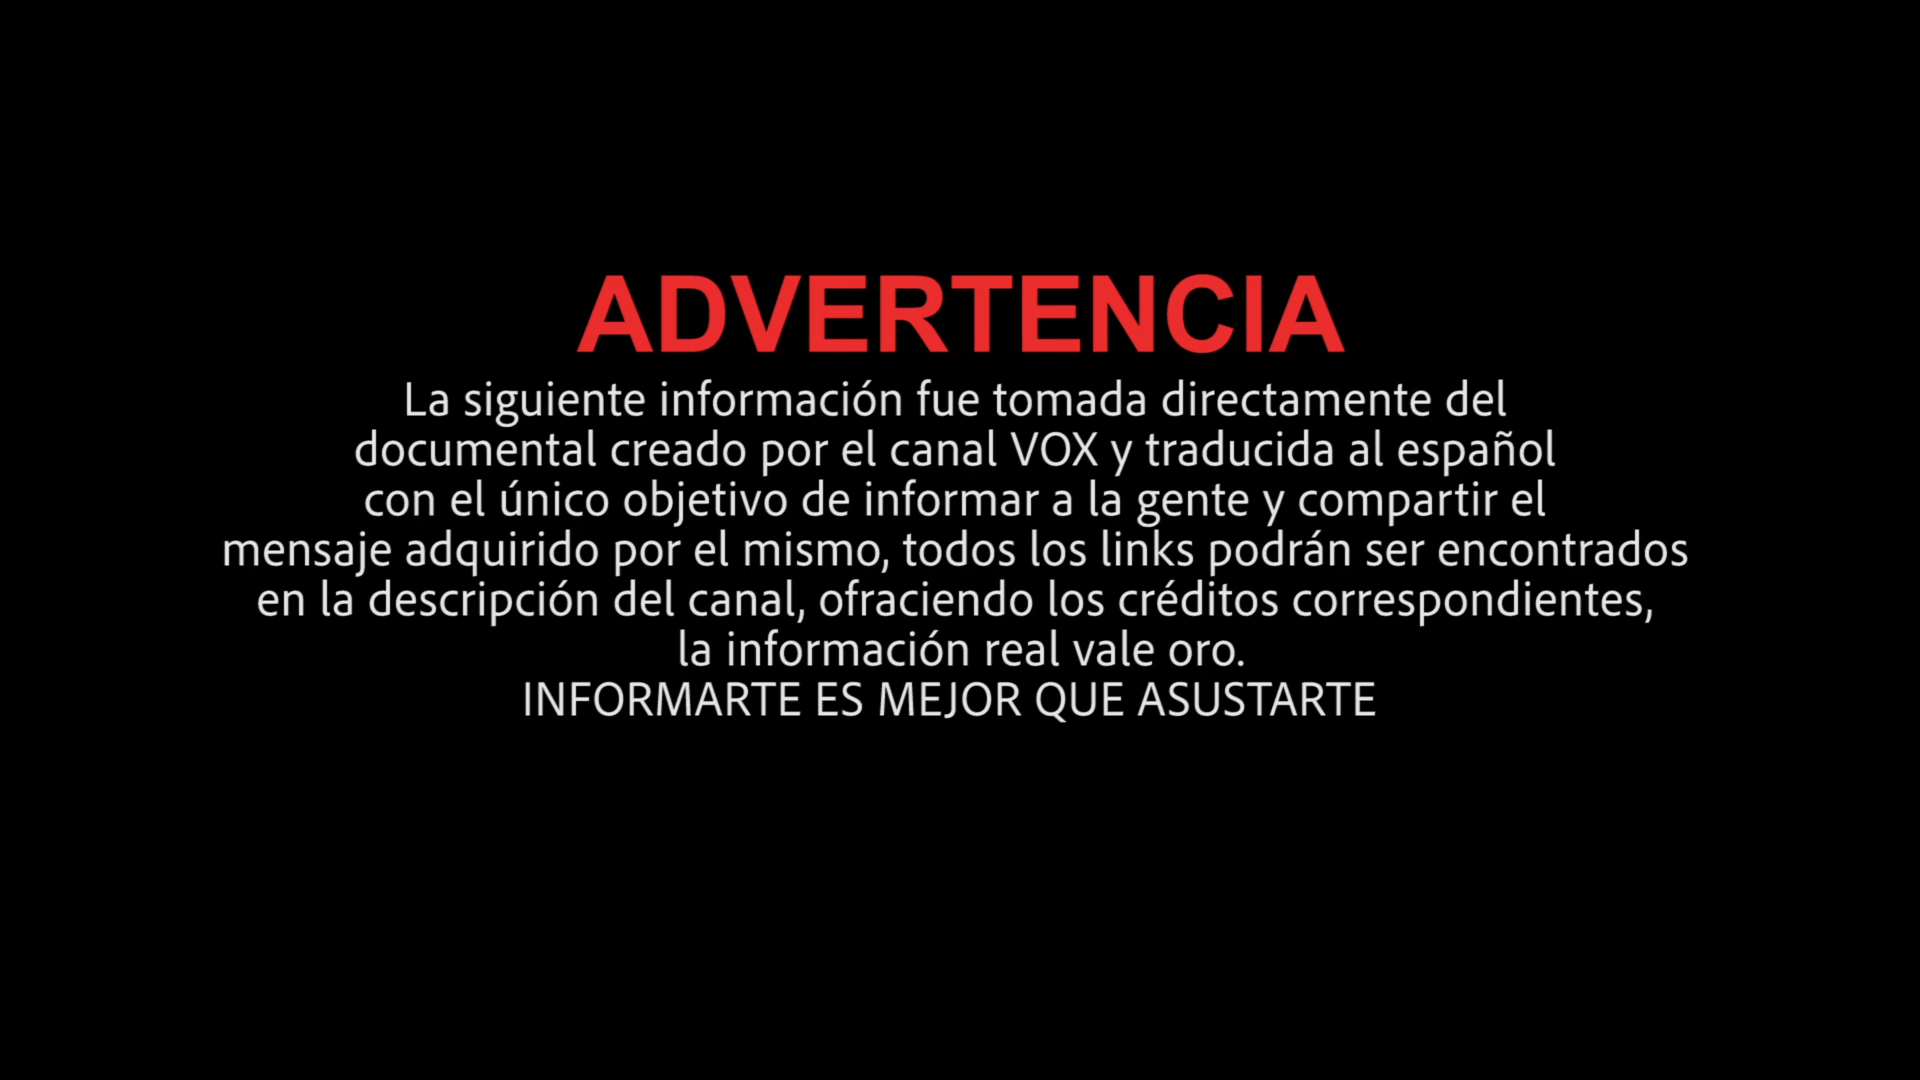 ADVERTENCIA
La siguiente información fue tomada directamente del
documental creado por el canal VOX y traducida al español
con el único objetivo de informar a la gente y compartir el
mensaje adquirido por el mismo, todos los links podrán ser encontrados
en la descripción del canal, ofraciendo los créditos correspondientes,
la información real vale oro.
INFORMARTE ES MEJOR QUE ASUSTARTE